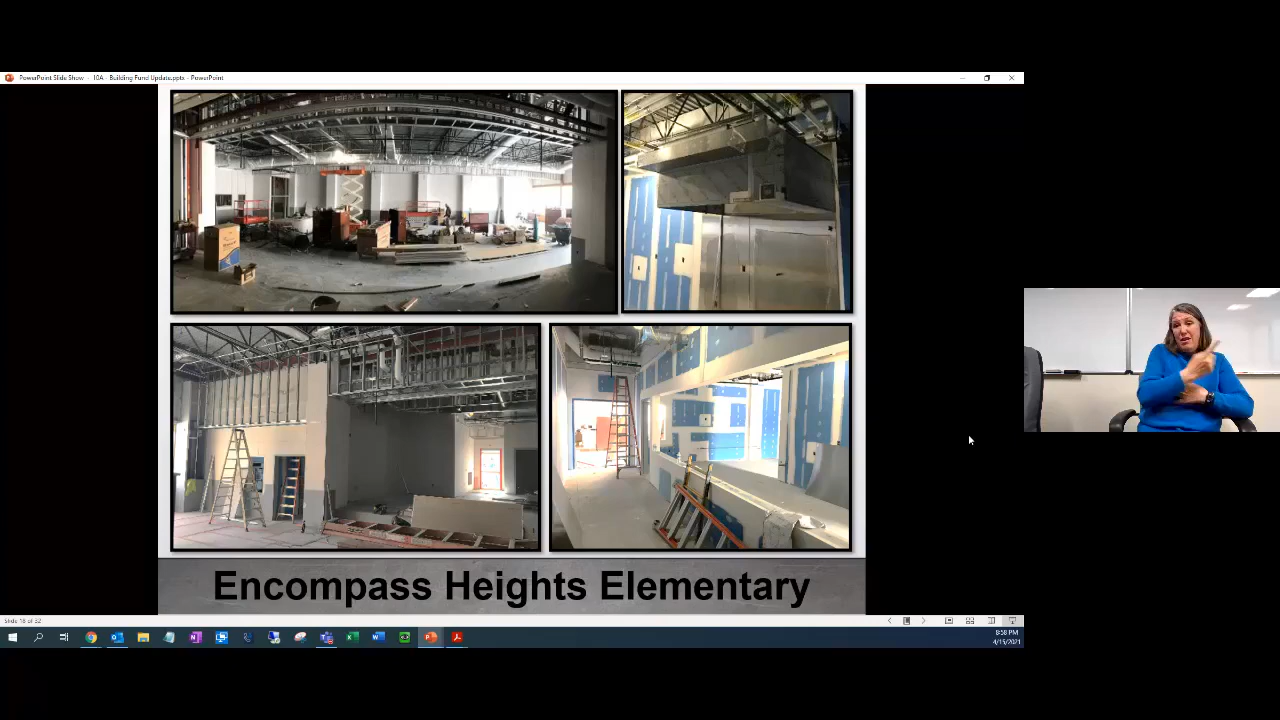 PowerPoint Slide Show - 10A - Building Fund Update.pptx - PowerPoint
Encompass Heights Elementary
Slide 18 of 32
8:58 PM
4/15/2021